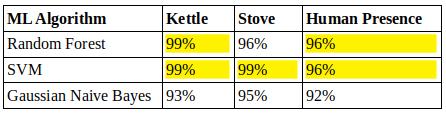 ML Algorithm Kettle Stove Human Presence
Random Forest 99% 96% 96%
SVM 99% 99% 96%
Gaussian Naive Bayes 93% 95% 92%